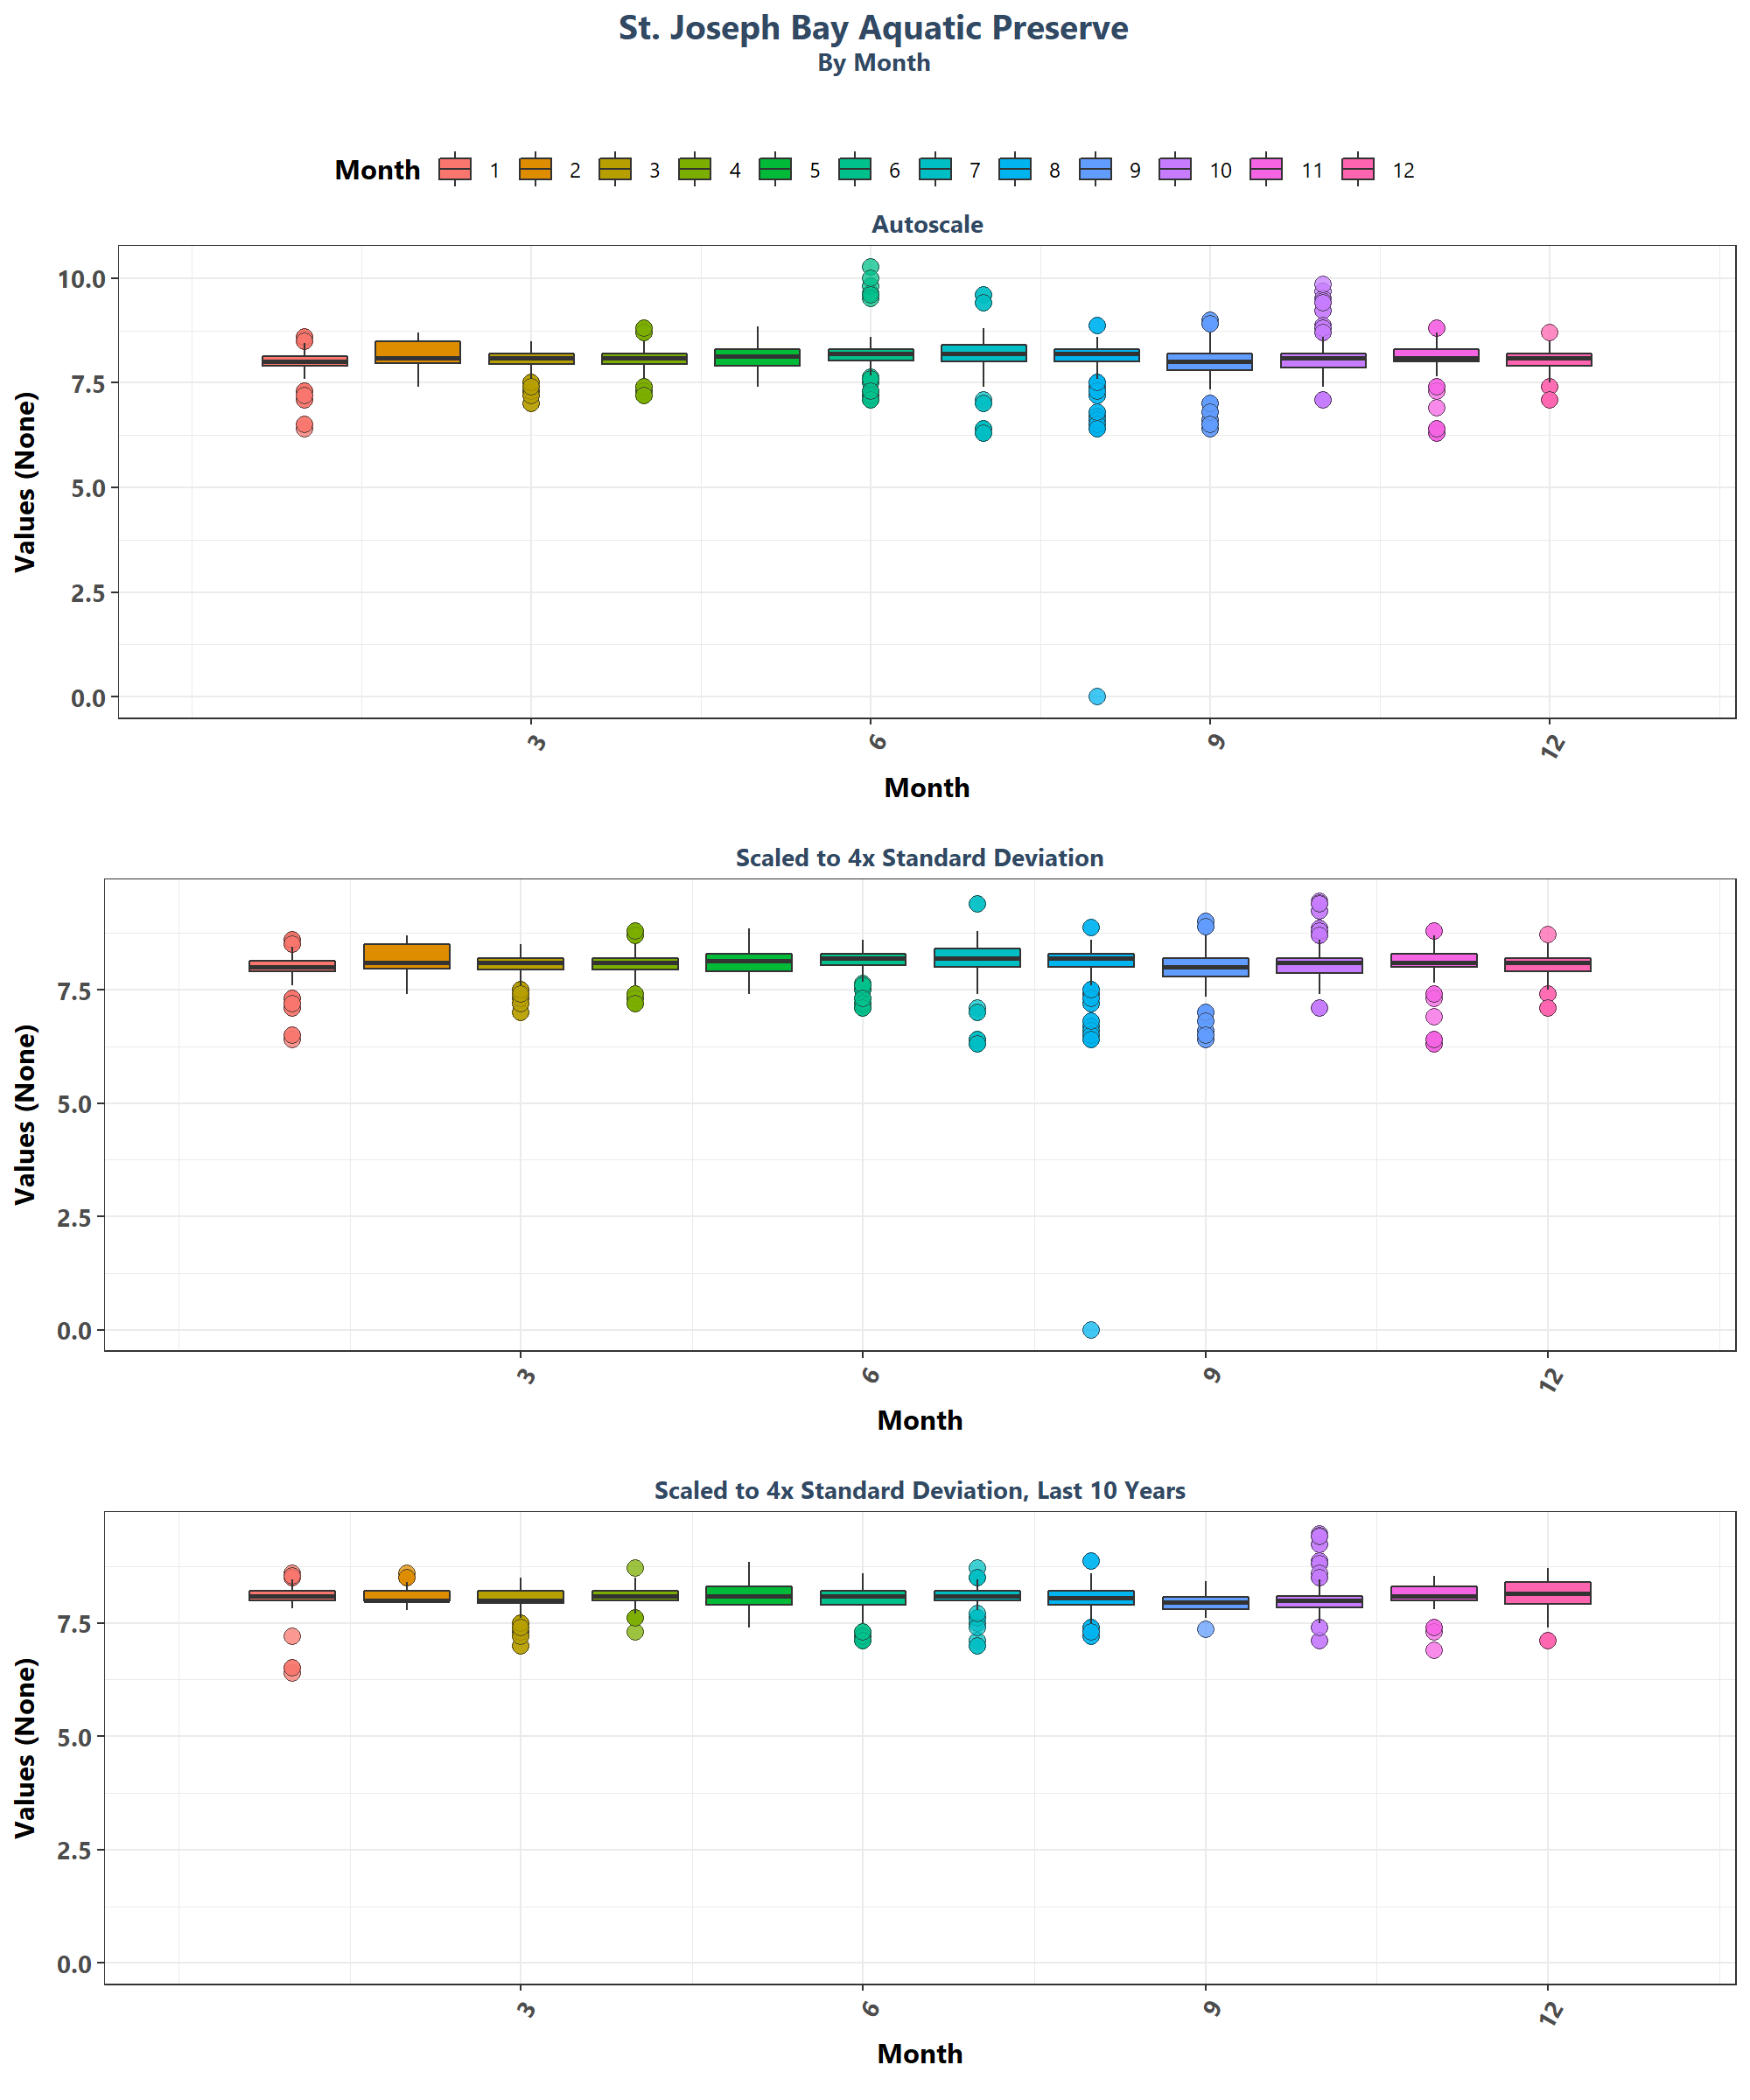 St. Joseph Bay Aquatic Preserve
By Month
Month 1 2 3 4 5 6 7 8 9 10 11 12
Autoscale
Values (None)
10.0
7.5
5.0
2.5
0.0
3 6 9 12
Month
Scaled to 4x Standard Deviation
Values (None)
7.5
5.0
2.5
0.0
3 6 9 12
Month
Scaled to 4x Standard Deviation, Last 10 Years
Values (None)
7.5
5.0
2.5
0.0
3 6 9 12
Month